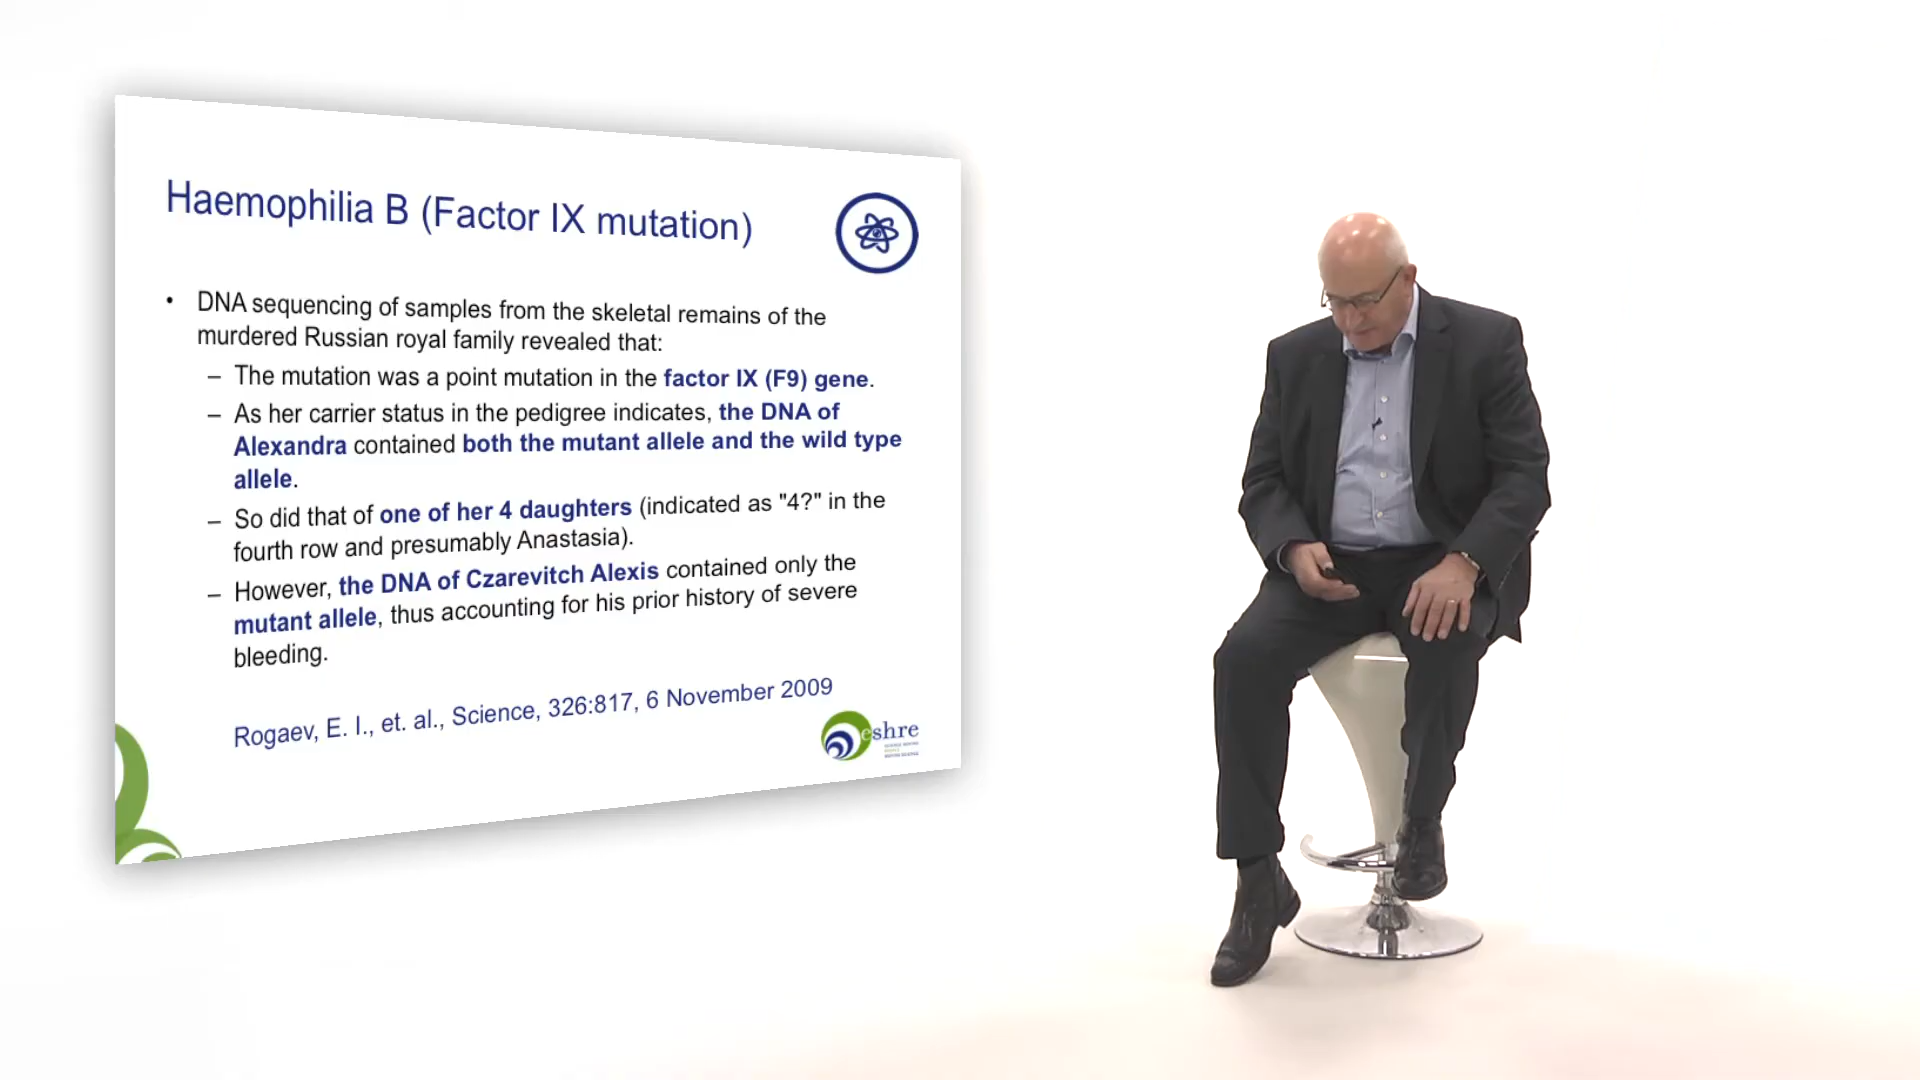 Haemophilia B (Factor IX mutation)
• DNA sequencing of samples from the skeletal remains of the
murdered Russian royal family revealed that:
– The mutation was a point mutation in the factor IX (F9) gene.
– As her carrier status in the pedigree indicates, the DNA of
Alexandra contained both the mutant allele and the wild type
allele.
– So did that of one of her 4 daughters (indicated as "4?" in the
fourth row and presumably Anastasia).
– However, the DNA of Czarevitch Alexis contained only the
mutant allele, thus accounting for his prior history of severe
bleeding.
Rogaev, E. I., et. al., Science, 326:817, 6 November 2009
eshre